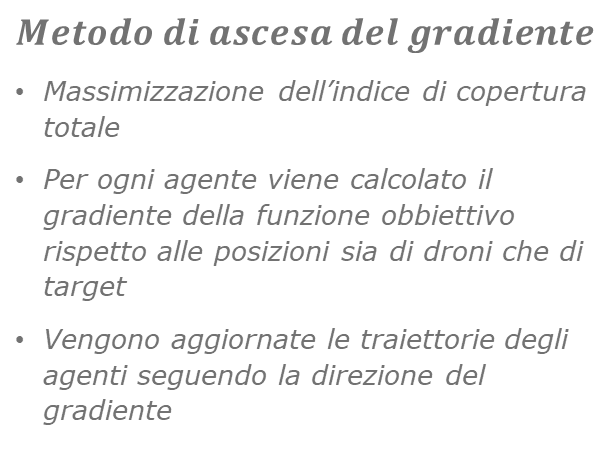 Metodo di ascesa del gradiente
• Massimizzazione dell’indice di copertura
totale
• Per ogni agente viene calcolato il
gradiente della funzione obbiettivo
rispetto alle posizioni sia di droni che di
target
• Vengono aggiornate le traiettorie degli
agenti seguendo la direzione del
gradiente